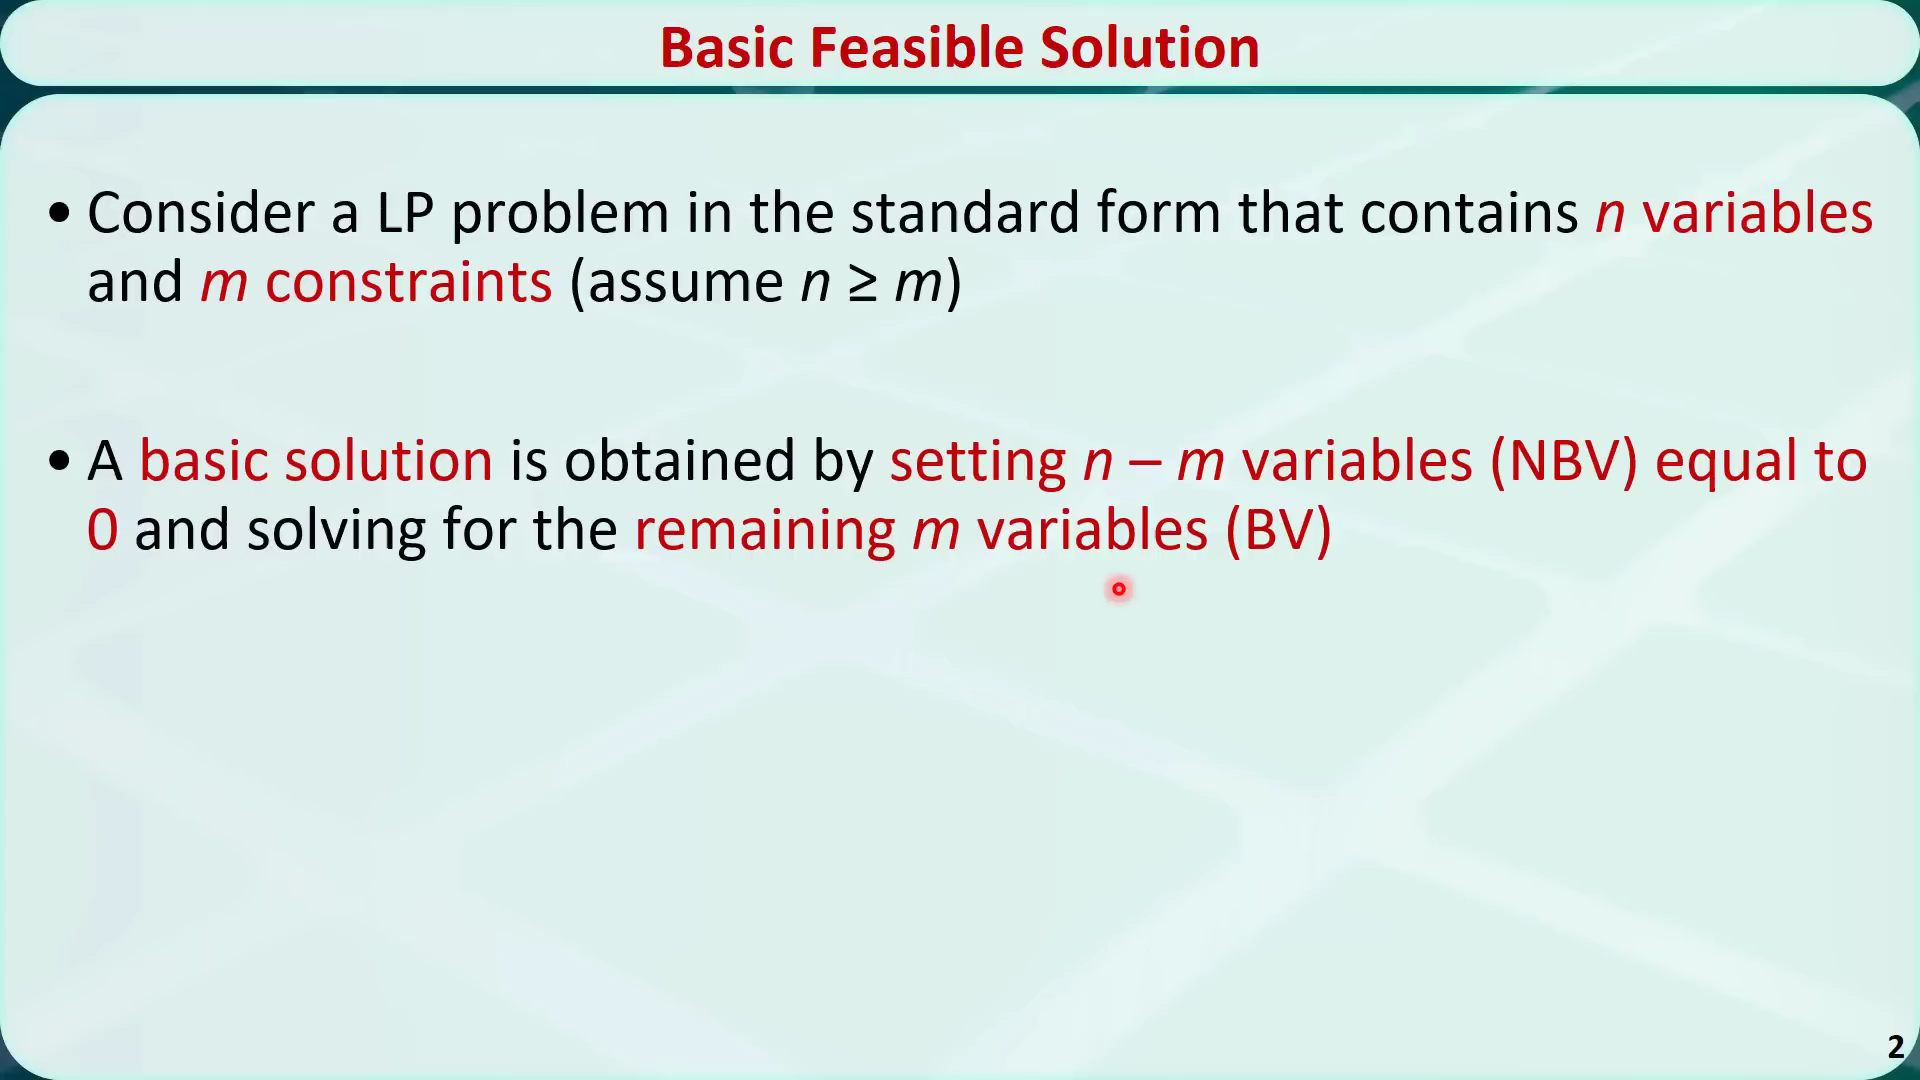 Basic Feasible Solution
• Consider a LP problem in the standard form that contains n variables
and m constraints (assume n ≥ m)
• A basic solution is obtained by setting n – m variables (NBV) equal to
0 and solving for the remaining m variables (BV)
2